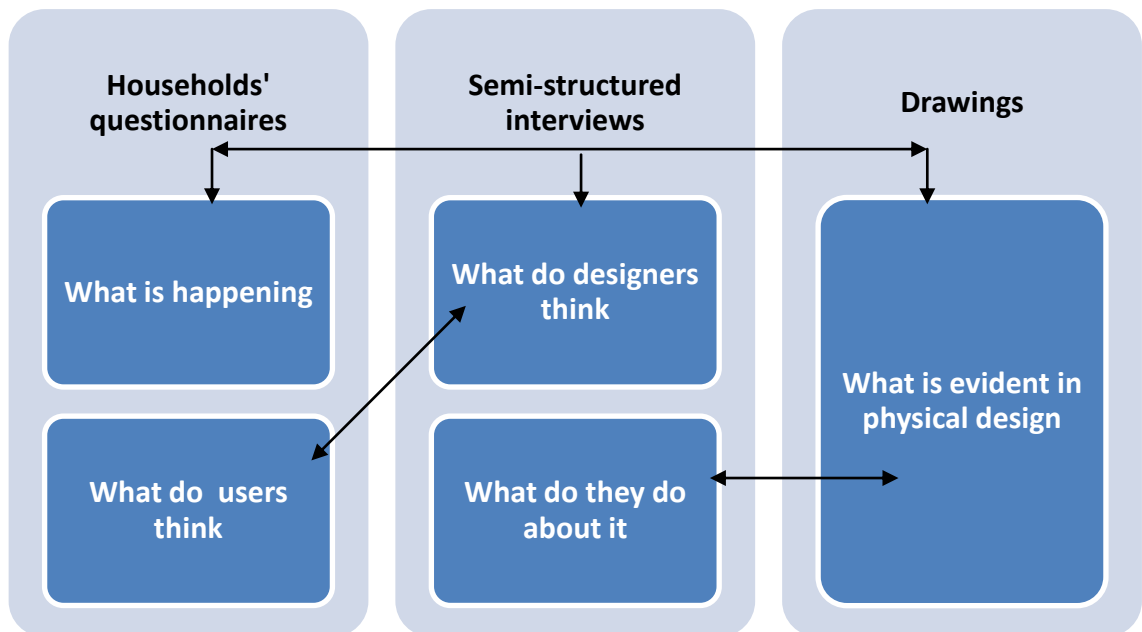 Households'
questionnaires
What is happening
What do  users
think
Semi-structured
interviews
What do designers
think
What do they do
about it
Drawings
What is evident in
physical design